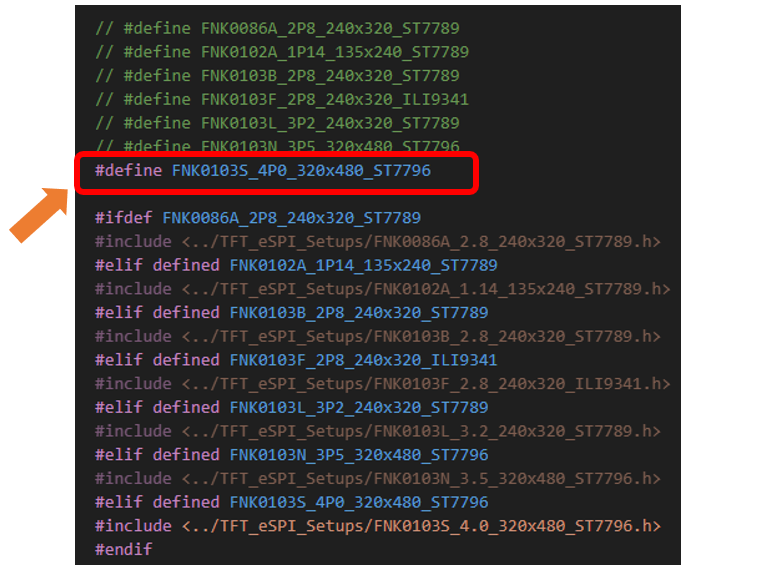 // #define FNK0086A_2P8_240x320_ST7789
// #define FNK0102A_1P14_135x240_ST7789
// #define FNK0103B_2P8_240x320_ST7789
// #define FNK0103F_2P8_240x320_ILI9341
// #define FNK0103L_3P2_240x320_ST7789
// #define FNK0103N_3P5_320x480_ST7796
#define FNK0103S_4P0_320x480_ST7796
#ifdef FNK0086A_2P8_240x320_ST7789
#include <../TFT_eSPI_Setups/FNK0086A_2.8_240x320_ST7789.h>
#elif defined FNK0102A_1P14_135x240_ST7789
#include <../TFT_eSPI_Setups/FNK0102A_1.14_135x240_ST7789.h>
#elif defined FNK0103B_2P8_240x320_ST7789
#include <../TFT_eSPI_Setups/FNK0103B_2.8_240x320_ST7789.h>
#elif defined FNK0103F_2P8_240x320_ILI9341
#include <../TFT_eSPI_Setups/FNK0103F_2.8_240x320_ILI9341.h>
#elif defined FNK0103L_3P2_240x320_ST7789
#include <../TFT_eSPI_Setups/FNK0103L_3.2_240x320_ST7789.h>
#elif defined FNK0103N_3P5_320x480_ST7796
#include <../TFT_eSPI_Setups/FNK0103N_3.5_320x480_ST7796.h>
#elif defined FNK0103S_4P0_320x480_ST7796
#include <../TFT_eSPI_Setups/FNK0103S_4.0_320x480_ST7796.h>
#endif